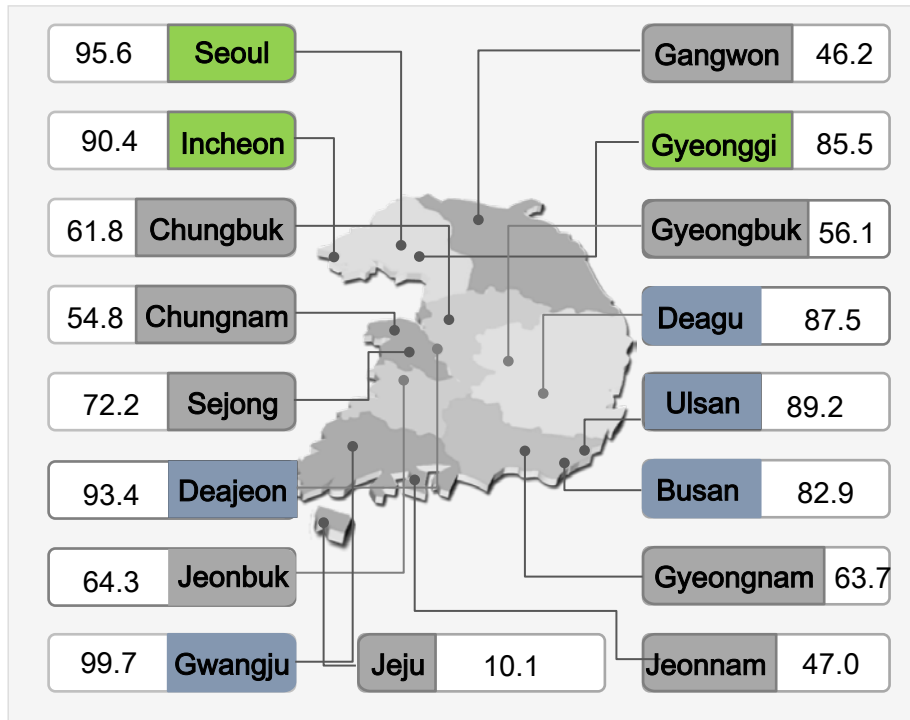 95.6 Seoul
90.4 Incheon
61.8 Chungbuk
54.8 Chungnam
72.2 Sejong
93.4 Deajeon
64.3 Jeonbuk
99.7 Gwangju
Jeju 10.1
Gangwon 46.2
Gyeonggi 85.5
Gyeongbuk 56.1
Deagu 87.5
Ulsan 89.2
Busan 82.9
Gyeongnam 63.7
Jeonnam 47.0